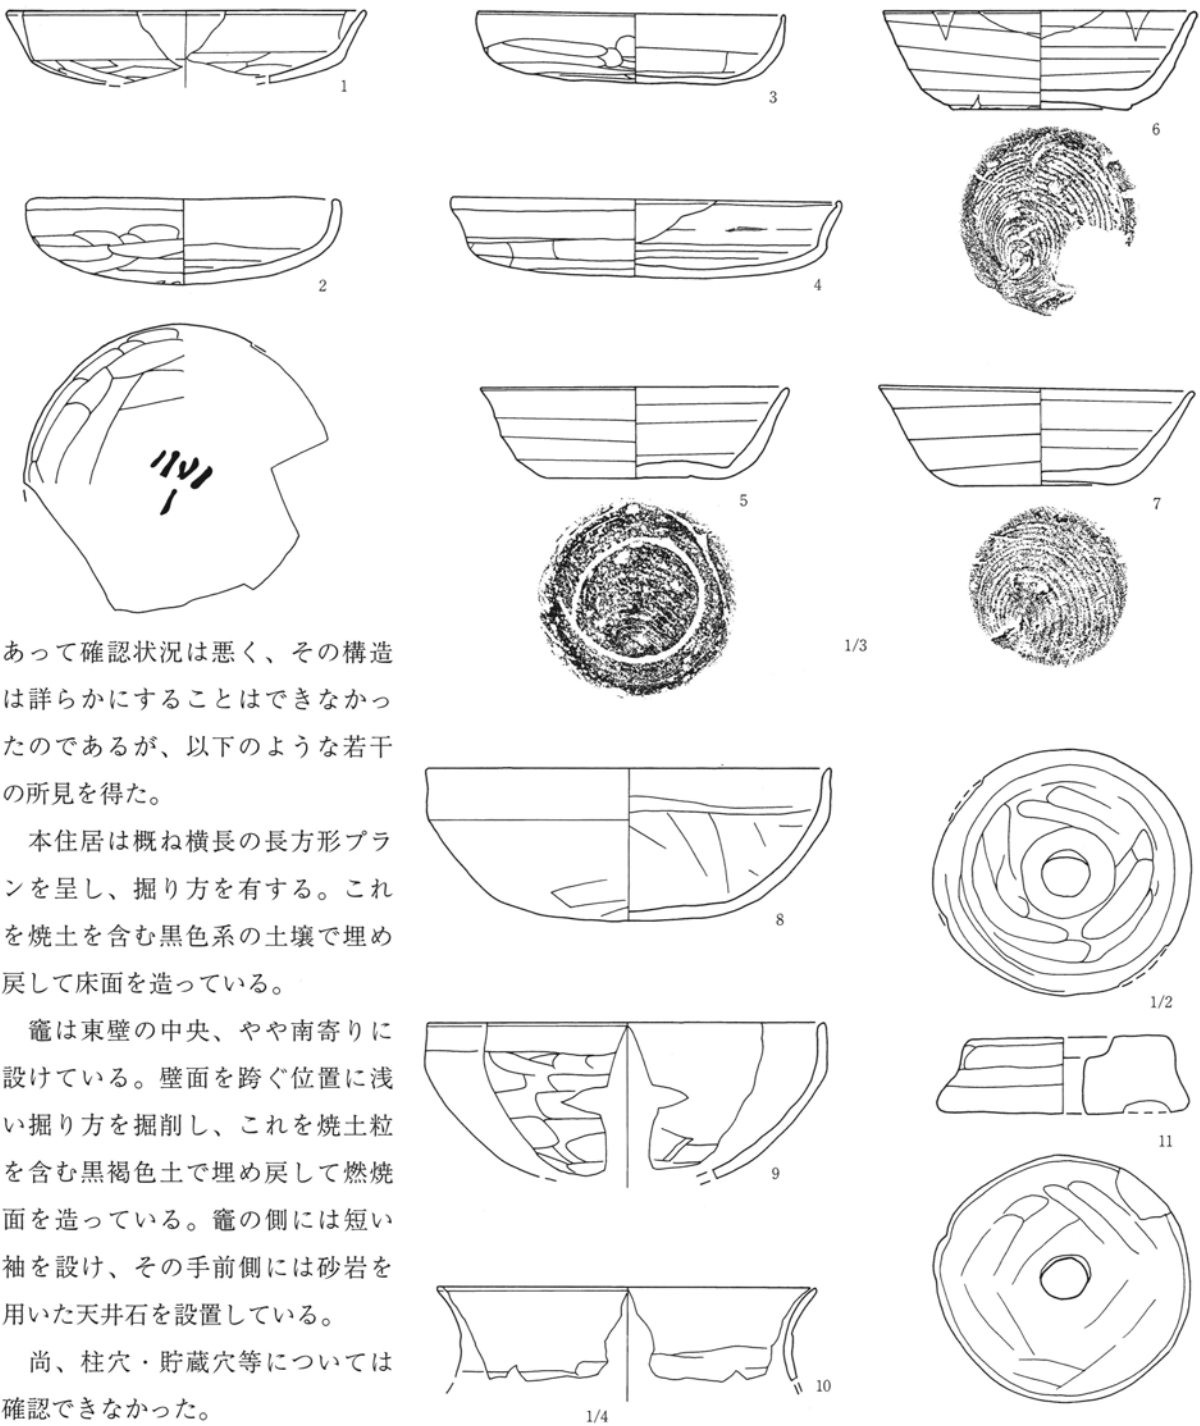 1
3
6
2
4
5
7
1/3
あって確認状況は悪く、その構造
は詳らかにすることはできなかっ
たのであるが、以下のような若干
の所見を得た。
本住居は概ね横長の長方形プラ
ンを呈し、掘り方を有する。これ
を焼土を含む黒色系の土壌で埋め
戻して床面を造っている。
竈は東壁の中央、やや南寄りに
設けている。壁面を跨ぐ位置に浅
い掘り方を掘削し、これを焼土粒
を含む黒褐色土で埋め戻して燃焼
面を造っている。竈の側には短い
袖を設け、その手前側には砂岩を
用いた天井石を設置している。
尚、柱穴・貯蔵穴等については
確認できなかった。
8
1/2
9
11
10
1/4